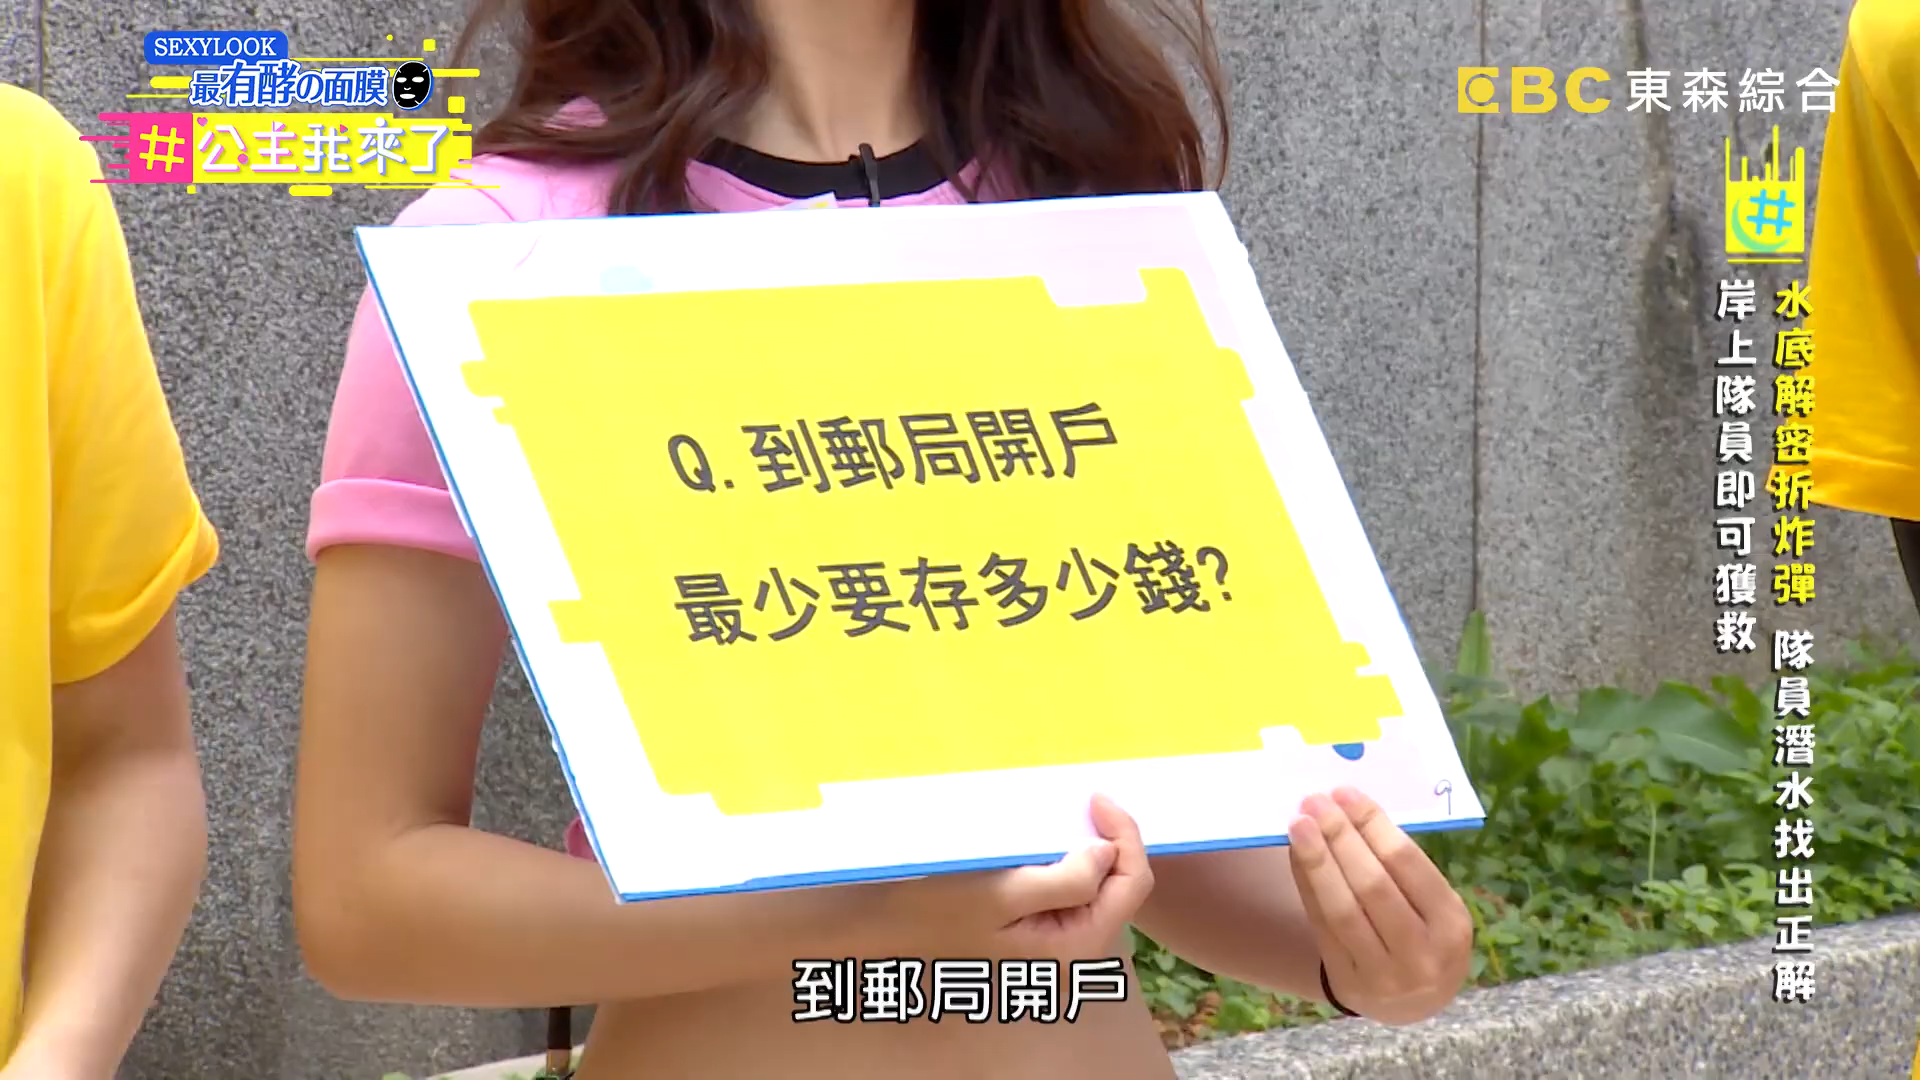 SEXYLOOK
最有酵の面膜
#公主我來了
EBC 東森綜合
#
水底解密拆炸彈 隊員潛水找出正解
岸上隊員即可獲救
Q. 到郵局開戶
最少要存多少錢?
9
到郵局開戶